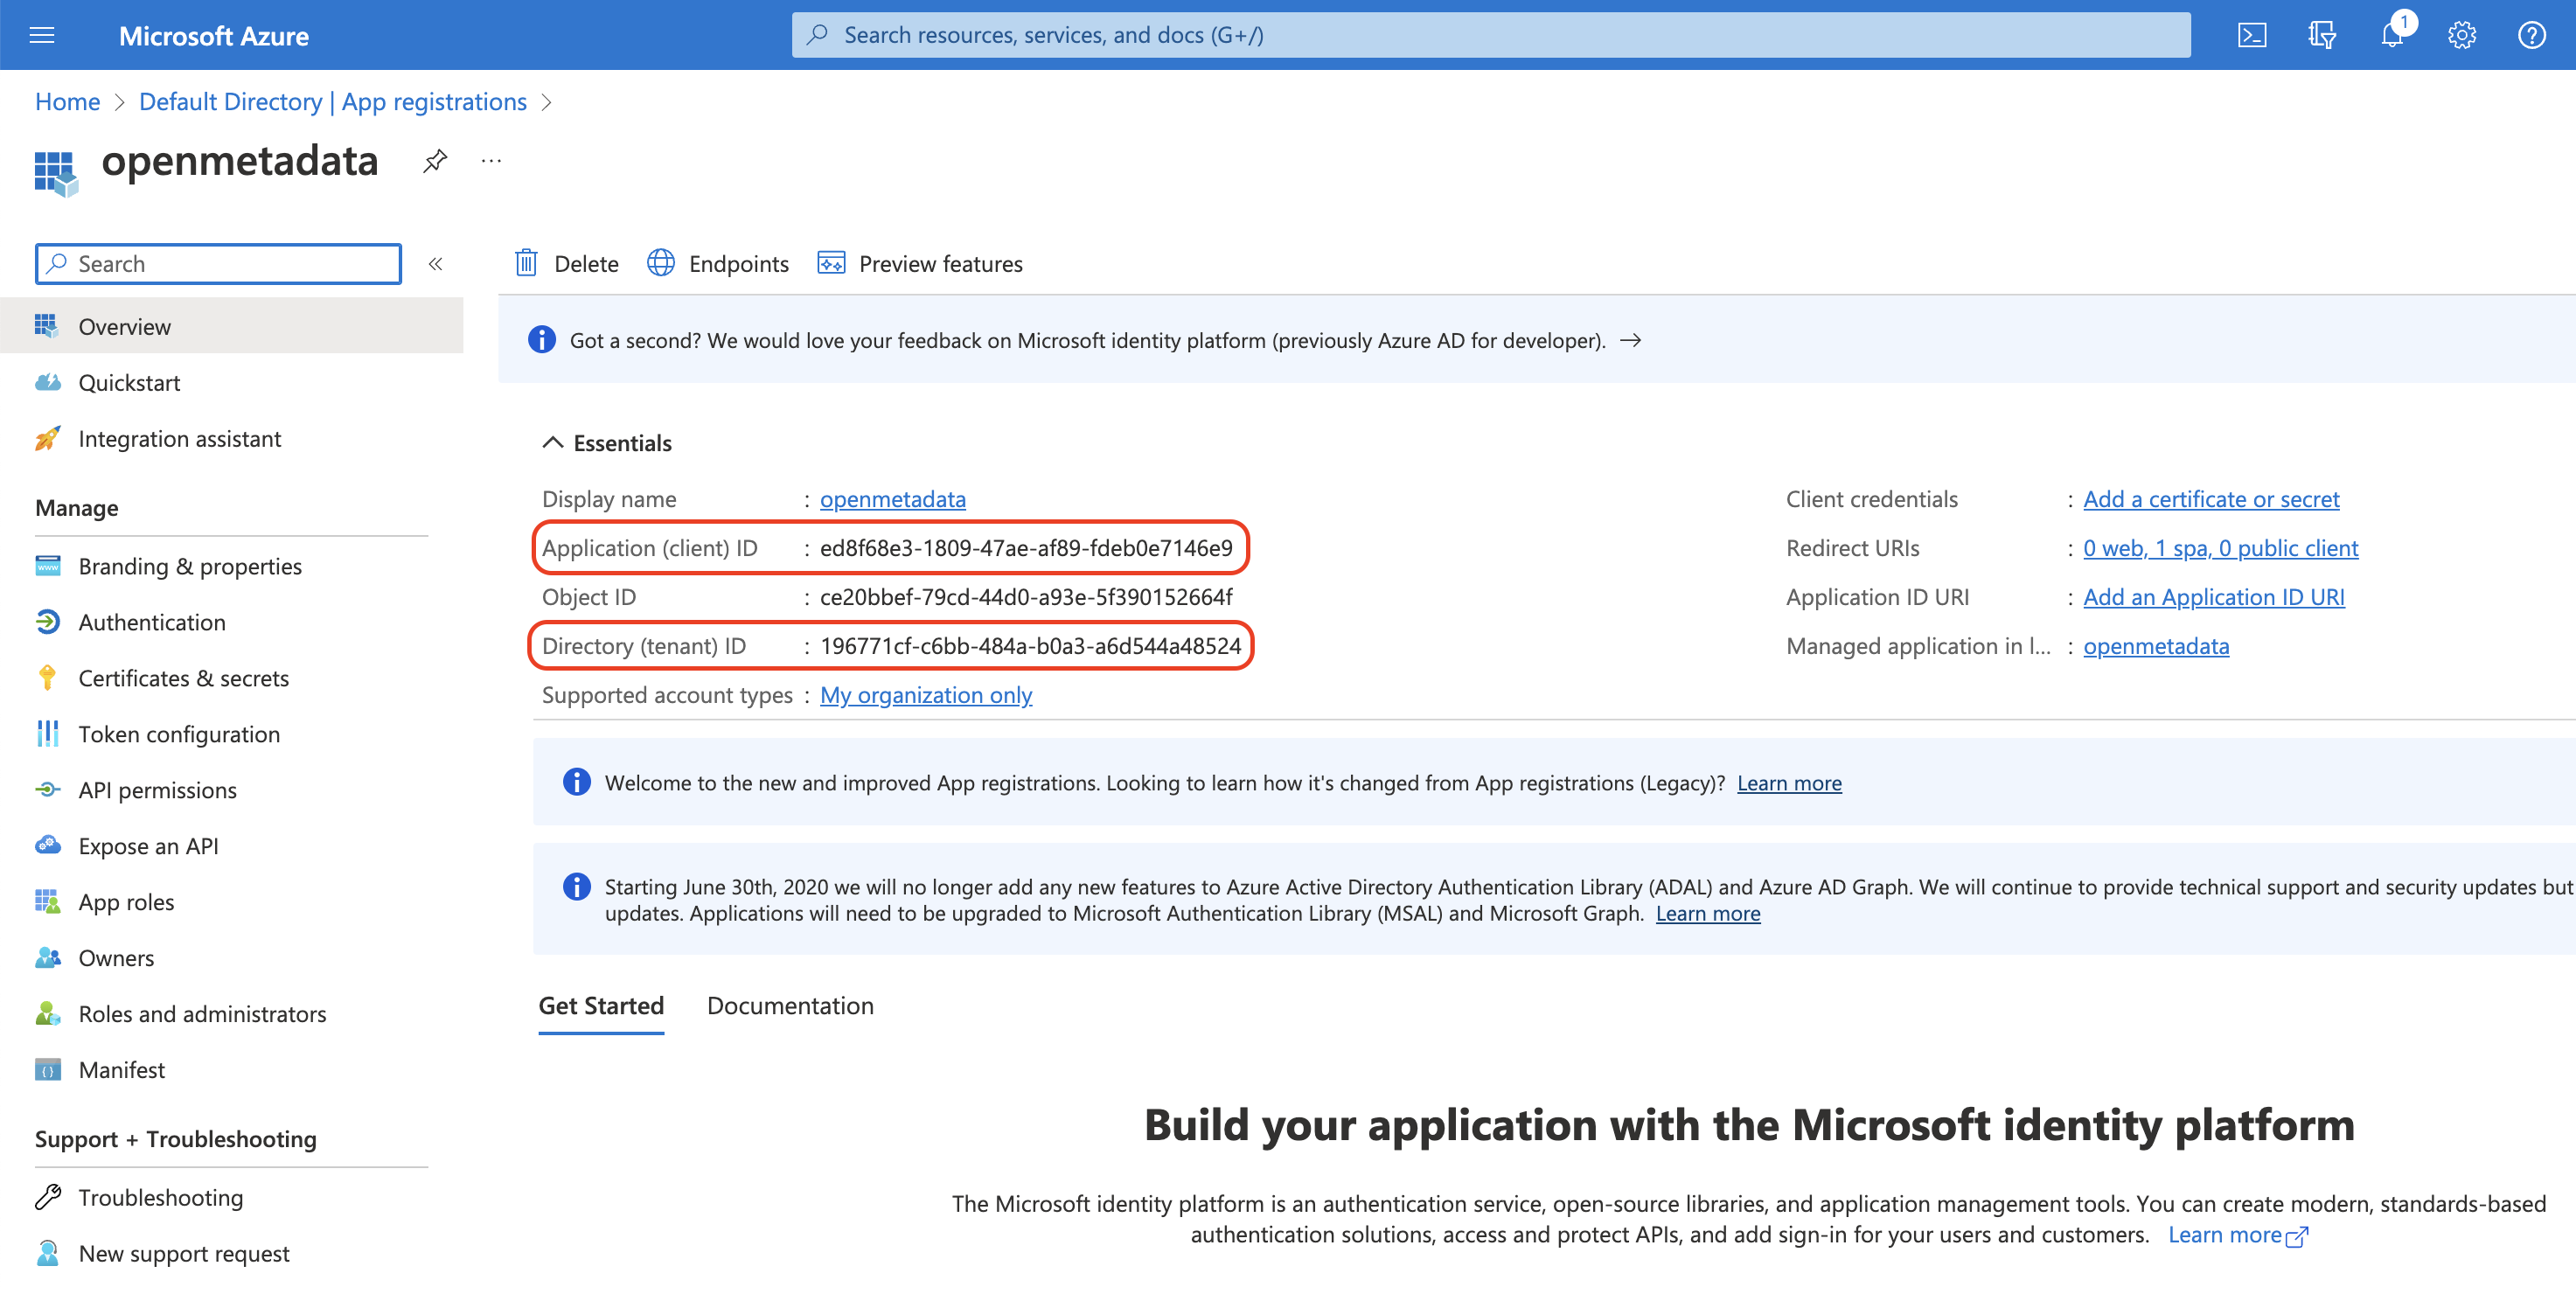 Microsoft Azure
Search resources, services, and docs (G+/)
1
Home > Default Directory | App registrations >
openmetadata
...
Search
«
Overview
Quickstart
Integration assistant
Manage
Branding & properties
Authentication
Certificates & secrets
Token configuration
API permissions
Expose an API
App roles
Owners
Roles and administrators
Manifest
Support + Troubleshooting
Troubleshooting
New support request
Delete Endpoints Preview features
Got a second? We would love your feedback on Microsoft identity platform (previously Azure AD for developer). →
Essentials
Display name : openmetadata
Application (client) ID : ed8f68e3-1809-47ae-af89-fdeb0e7146e9
Object ID : ce20bbef-79cd-44d0-a93e-5f390152664f
Directory (tenant) ID : 196771cf-c6bb-484a-b0a3-a6d544a48524
Supported account types : My organization only
Client credentials : Add a certificate or secret
Redirect URIs : 0 web, 1 spa, 0 public client
Application ID URI : Add an Application ID URI
Managed application in l... : openmetadata
Welcome to the new and improved App registrations. Looking to learn how it's changed from App registrations (Legacy)? Learn more
Starting June 30th, 2020 we will no longer add any new features to Azure Active Directory Authentication Library (ADAL) and Azure AD Graph. We will continue to provide technical support and security updates but
updates. Applications will need to be upgraded to Microsoft Authentication Library (MSAL) and Microsoft Graph. Learn more
Get Started Documentation
Build your application with the Microsoft identity platform
The Microsoft identity platform is an authentication service, open-source libraries, and application management tools. You can create modern, standards-based
authentication solutions, access and protect APIs, and add sign-in for your users and customers. Learn more